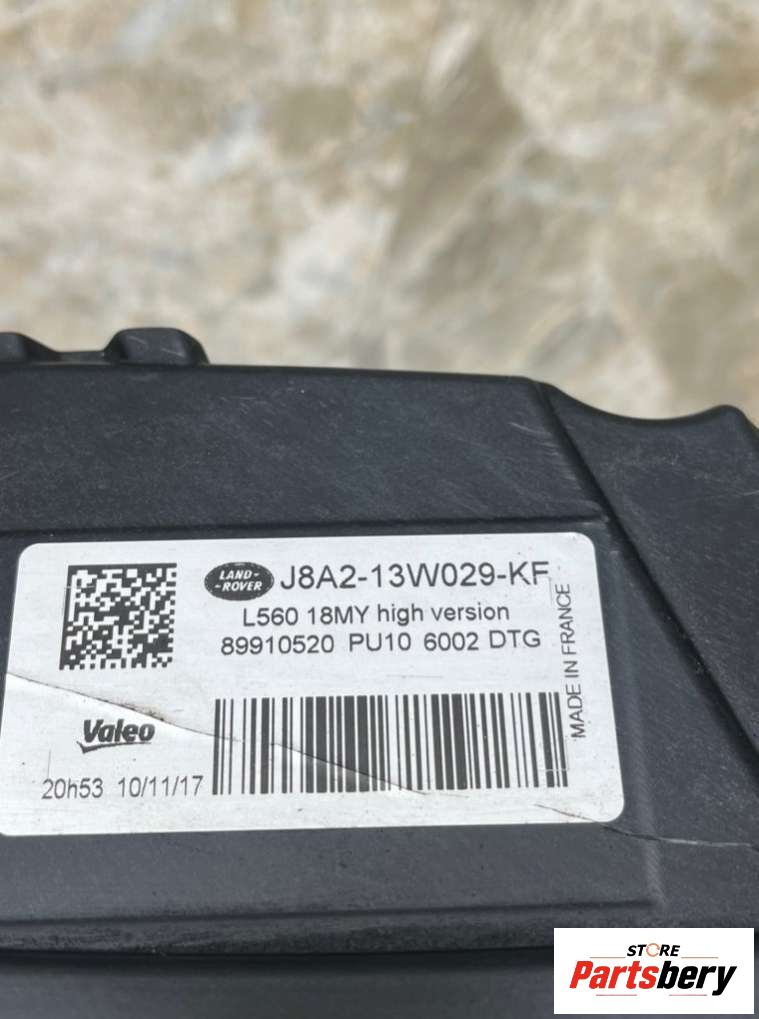 LAND-
-ROVER
J8A2-13W029-KF
L560 18MY high version
89910520 PU10 6002 DTG
MADE IN FRANCE
Valeo
20h53 10/11/17
STORE
Partsbery